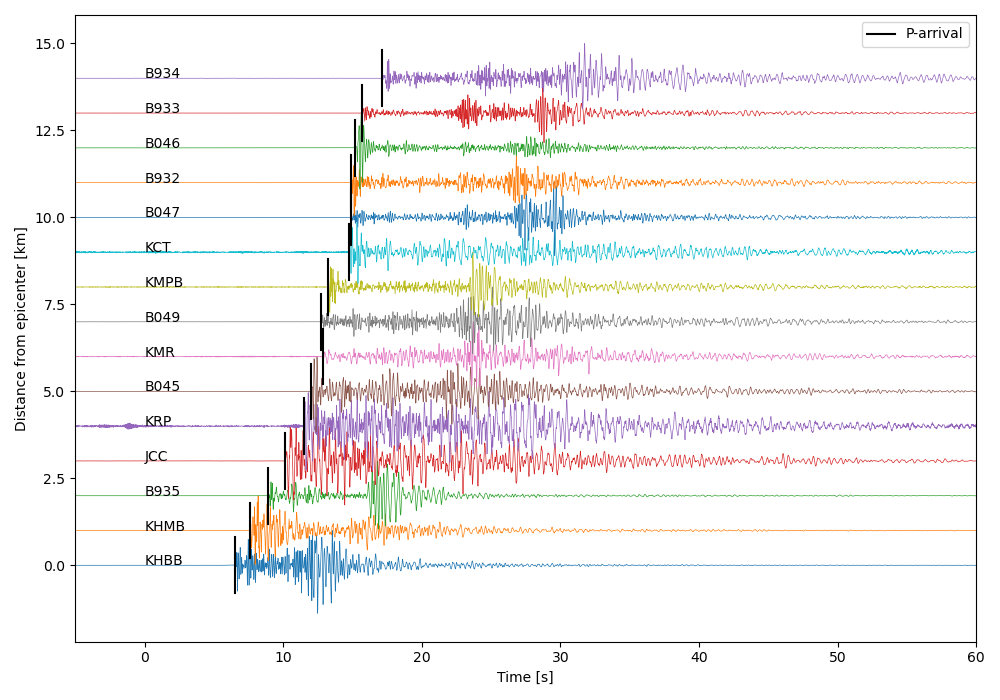 P-arrival
15.0
B934
B933
12.5
B046
B932
B047
10.0
KCT
KMPB
7.5
B049
KMR
B045
5.0
KRP
JCC
2.5
B935
KHMB
KHBB
0.0
Distance from epicenter [km]
0 10 20 30 40 50 60
Time [s]